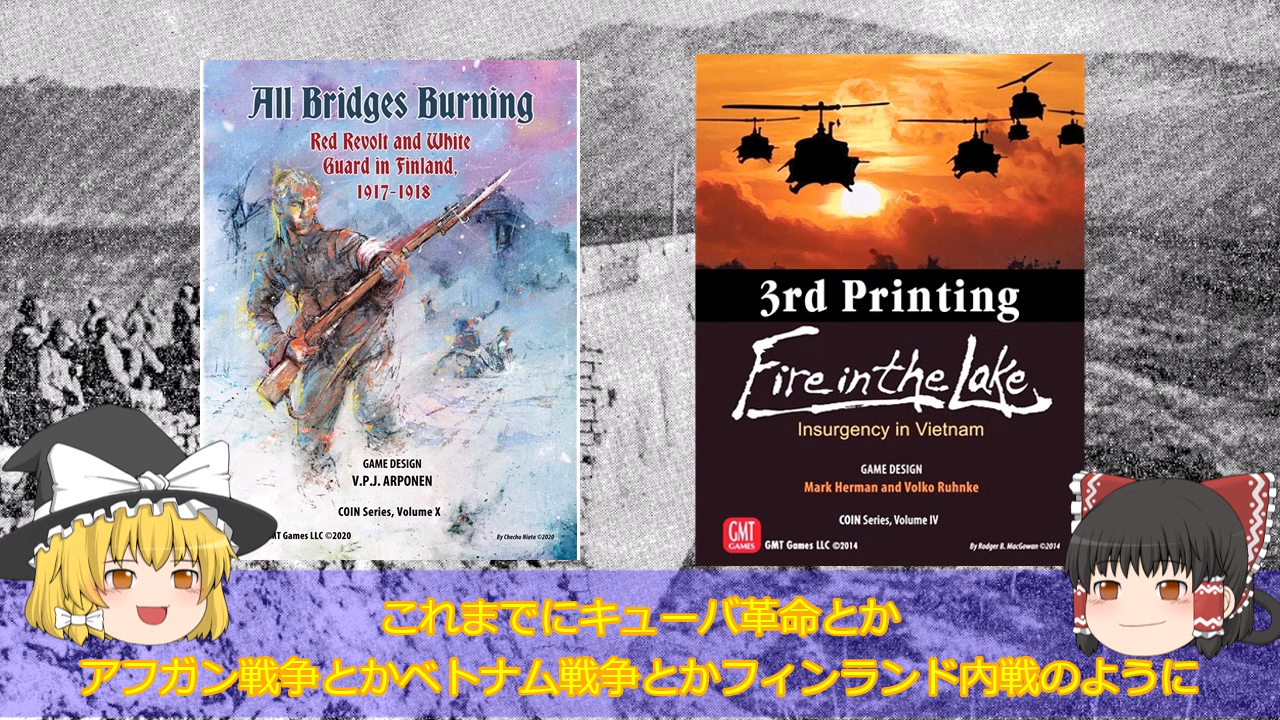 All Bridges Burning
Red Revolt and White
Guard in Finland,
1917-1918
GAME DESIGN
V.P.J. ARPONEN
COIN Series, Volume X
MT Games LLC ©2020
By Chechu Nieto ©2020
3rd Printing
Fire in the Lake
Insurgency in Vietnam
GAME DESIGN
Mark Herman and Volko Ruhnke
COIN Series, Volume IV
GMT
GAMES
GMT Games LLC ©2014
By Rodger B. MacGowan ©2014
これまでにキューバ革命とか
アフガン戦争とかベトナム戦争とかフィンランド内戦のように